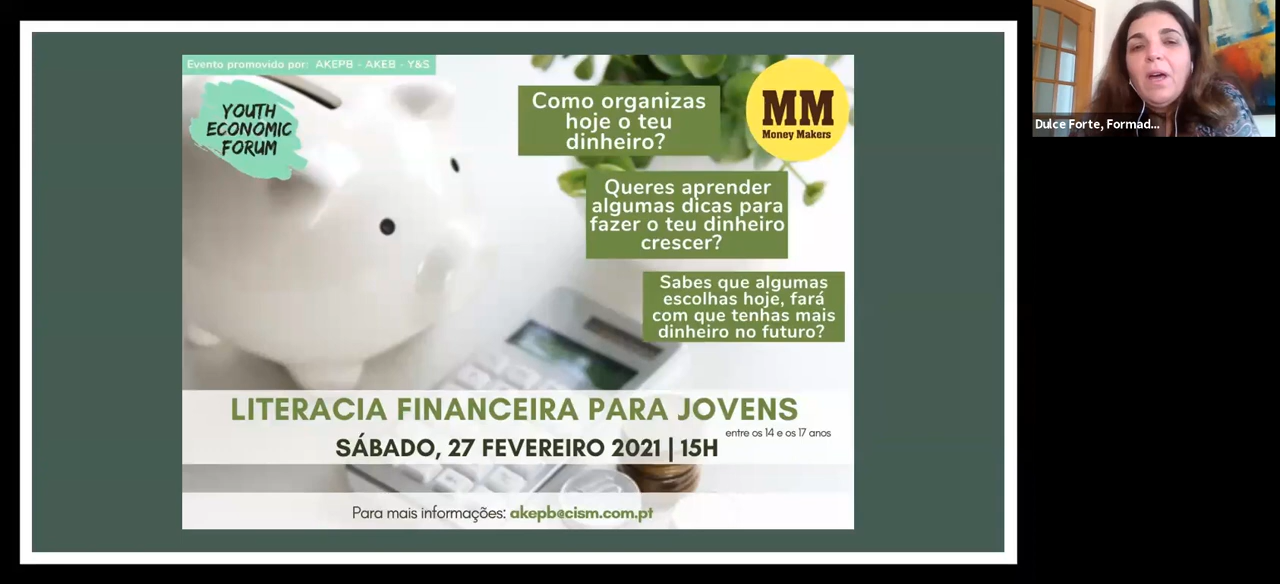 Evento promovido por: AKEPB - AKEB - Y&S
YOUTH
ECONOMIC
FORUM
Como organizas
hoje o teu
dinheiro?
MM
Money Makers
Queres aprender
algumas dicas para
fazer o teu dinheiro
crescer?
Sabes que algumas
escolhas hoje, fará
com que tenhas mais
dinheiro no futuro?
LITERACIA FINANCEIRA PARA JOVENS
entre os 14 e os 17 anos
SÁBADO, 27 FEVEREIRO 2021 | 15H
Para mais informações: akepb@cism.com.pt
Dulce Forte, Formad...